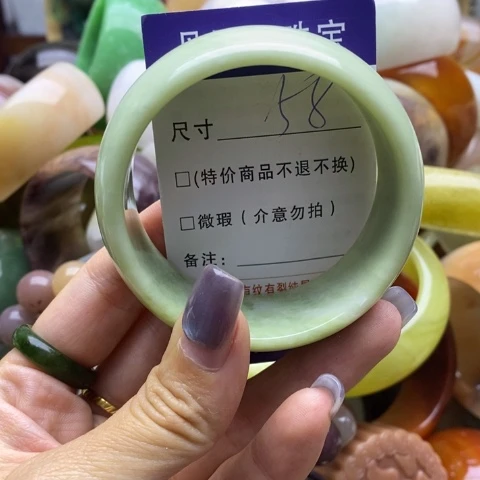 尺寸 58
□(特价商品不退不换)
□微瑕(介意勿拍)
备注: